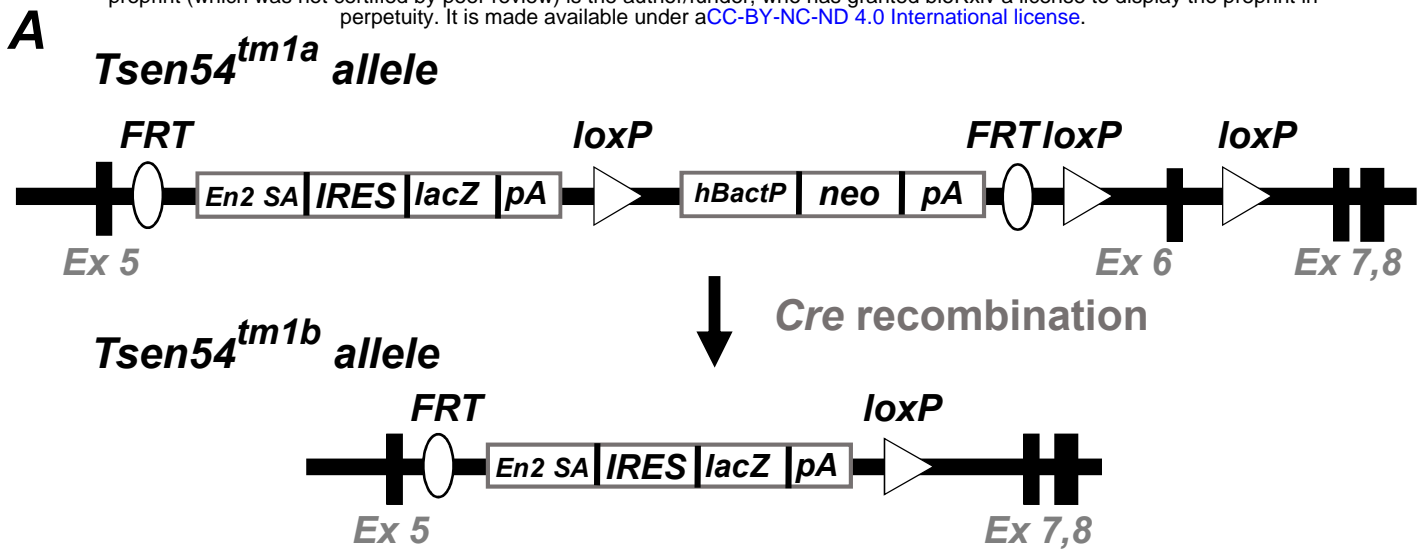 preprint (which was not certified by peer review) is the author/funder, who has granted bioRxiv a license to display the preprint in
perpetuity. It is made available under aCC-BY-NC-ND 4.0 International license.
A
Tsen54tm1a allele
FRT loxP FRT loxP loxP
En2 SA IRES lacZ pA hBactP neo pA
Ex 5 Ex 6 Ex 7,8
Cre recombination
Tsen54tm1b allele
FRT loxP
En2 SA IRES lacZ pA
Ex 5 Ex 7,8